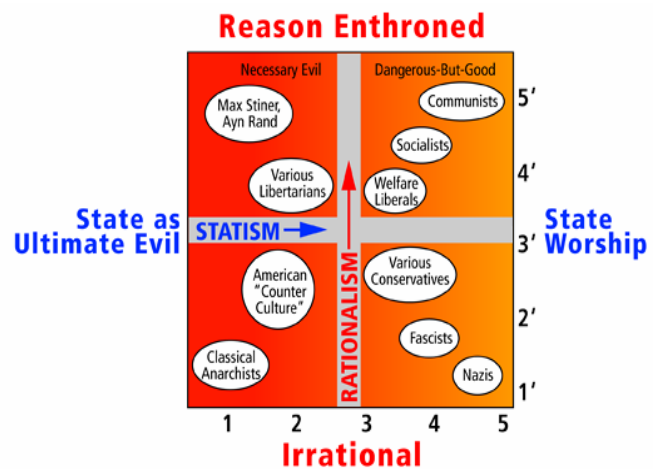 Reason Enthroned
Necessary Evil
Dangerous-But-Good
Max Stiner,
Ayn Rand
Communists
5'
Socialists
Various
Libertarians
Welfare
Liberals
4'
State as
Ultimate Evil
STATISM
3'
State
Worship
RATIONALISM
American
"Counter
Culture"
Various
Conservatives
2'
Classical
Anarchists
Fascists
Nazis
1'
1 2 3 4 5
Irrational